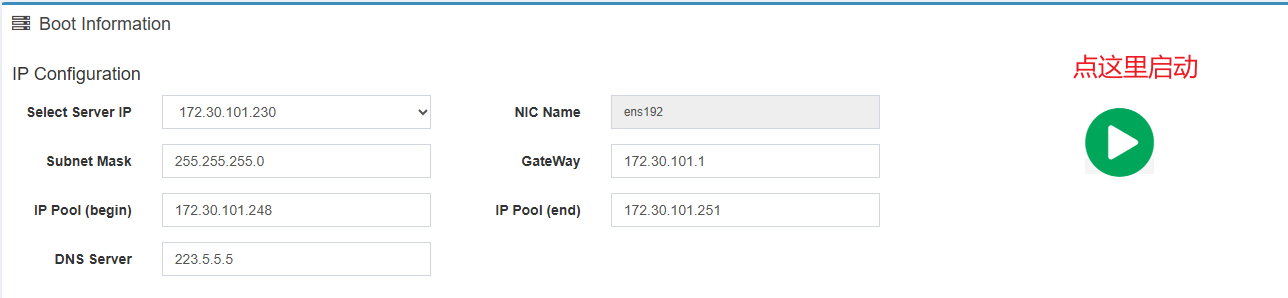 Boot Information
IP Configuration
点这里启动
Select Server IP 172.30.101.230 NIC Name ens192
Subnet Mask 255.255.255.0 GateWay 172.30.101.1
IP Pool (begin) 172.30.101.248 IP Pool (end) 172.30.101.251
DNS Server 223.5.5.5